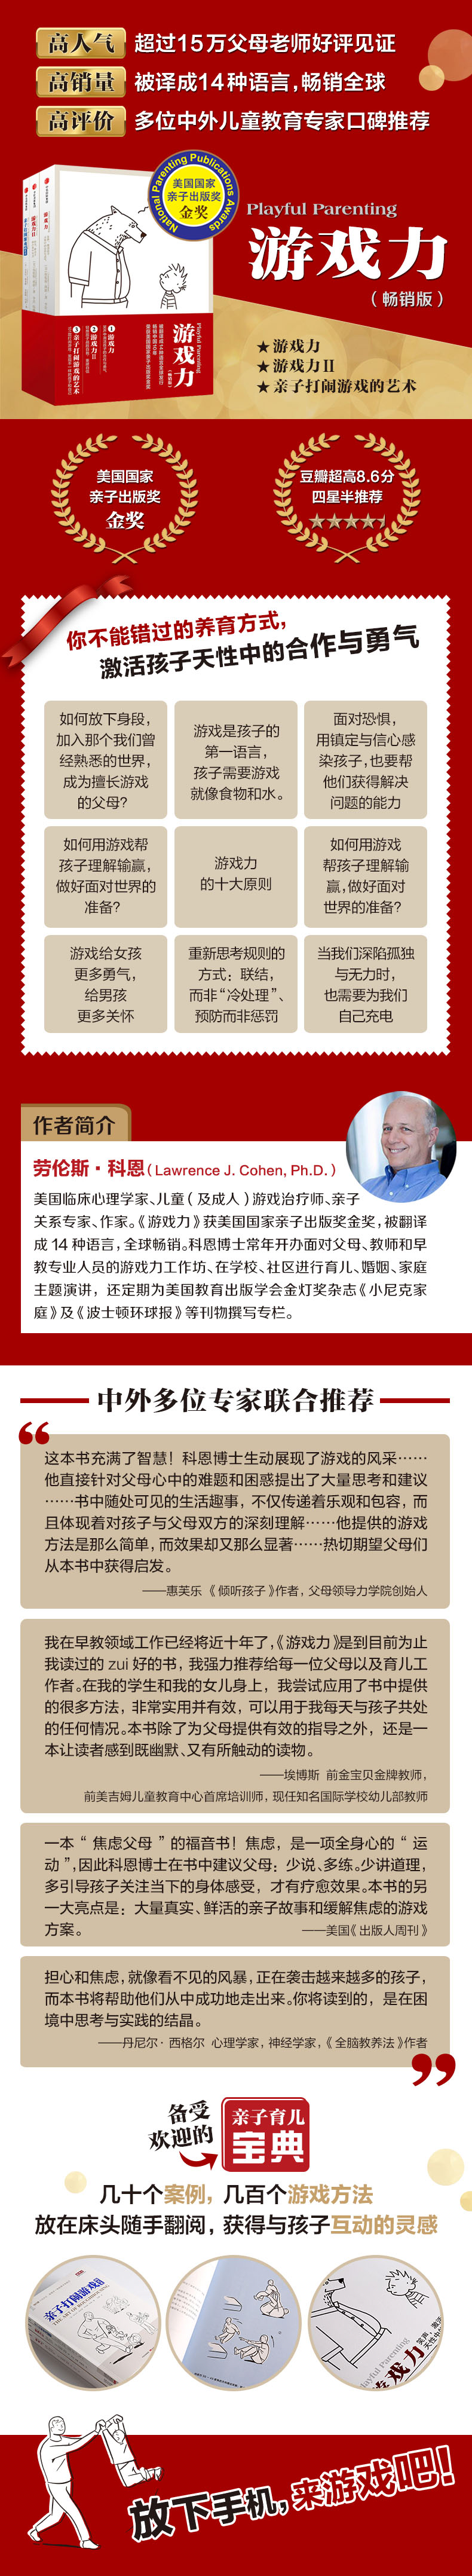 高人气 超过15万父母老师好评见证
高销量 被译成14种语言,畅销全球
高评价 多位中外儿童教育专家口碑推荐
National Parenting Publications Awards
美国国家
亲子出版奖
金奖
Playful Parenting
游戏力
(畅销版)
★游戏力
★游戏力II
★亲子打闹游戏的艺术
Playful Parenting
游戏力
(畅销版)
1 游戏力
2 游戏力II
3 亲子打闹游戏的艺术
美国国家
亲子出版奖
金奖
豆瓣超高8.6分
四星半推荐
你不能错过的养育方式,
激活孩子天性中的合作与勇气
如何放下身段,
加入那个我们曾
经熟悉的世界,
成为擅长游戏
的父母?
游戏是孩子的
第一语言,
孩子需要游戏
就像食物和水。
面对恐惧,
用镇定与信心感
染孩子,也要帮
他们获得解决
问题的能力
如何用游戏帮
孩子理解输赢,
做好面对世界的
准备?
游戏力
的十大原则
如何用游戏
帮孩子理解输
赢,做好面对
世界的准备?
游戏给女孩
更多勇气,
给男孩
更多关怀
重新思考规则的
方式:联结,
而非“冷处理”、
预防而非惩罚
当我们深陷孤独
与无力时,
也需要为我们
自己充电
作者简介
劳伦斯·科恩(Lawrence J. Cohen, Ph.D.)
美国临床心理学家、儿童(及成人)游戏治疗师、亲子
关系专家、作家。《游戏力》获美国国家亲子出版奖金奖,被翻译
成14种语言,全球畅销。科恩博士常年开办面对父母、教师和早
教专业人员的游戏力工作坊、在学校、社区进行育儿、婚姻、家庭
主题演讲,还定期为美国教育出版学会金灯奖杂志《小尼克家
庭》及《波士顿环球报》等刊物撰写专栏。
中外多位专家联合推荐
“
这本书充满了智慧!科恩博士生动展现了游戏的风采……
他直接针对父母心中的难题和困惑提出了大量思考和建议
……书中随处可见的生活趣事,不仅传递着乐观和包容,而
且体现着对孩子与父母双方的深刻理解……他提供的游戏
方法是那么简单,而效果却又那么显著……热切期望父母们
从本书中获得启发。
——惠芙乐《倾听孩子》作者,父母领导力学院创始人
我在早教领域工作已经将近十年了,《游戏力》是到目前为止
我读过的 zui 好的书,我强力推荐给每一位父母以及育儿工
作者。在我的学生和我的女儿身上,我尝试应用了书中提供
的很多方法,非常实用并有效,可以用于我每天与孩子共处
的任何情况。本书除了为父母提供有效的指导之外,还是一
本让读者感到既幽默、又有所触动的读物。
——埃博斯 前金宝贝金牌教师,
前美吉姆儿童教育中心首席培训师,现任知名国际学校幼儿部教师
一本“焦虑父母”的福音书!焦虑,是一项全身心的“运
动”,因此科恩博士在书中建议父母:少说、多练。少讲道理,
多引导孩子关注当下的身体感受,才有疗愈效果。本书的另
一大亮点是:大量真实、鲜活的亲子故事和缓解焦虑的游戏
方案。 ——美国《出版人周刊》
担心和焦虑,就像看不见的风暴,正在袭击越来越多的孩子,
而本书将帮助他们从中成功地走出来。你将读到的,是在困
境中思考与实践的结晶。
——丹尼尔·西格尔 心理学家,神经学家,《全脑教养法》作者
”
备受
欢迎的
亲子育儿
宝典
几十个案例,几百个游戏方法
放在床头随手翻阅,获得与孩子互动的灵感
亲子打闹游戏
Playful Parenting
游戏力
放下手机,来游戏吧!